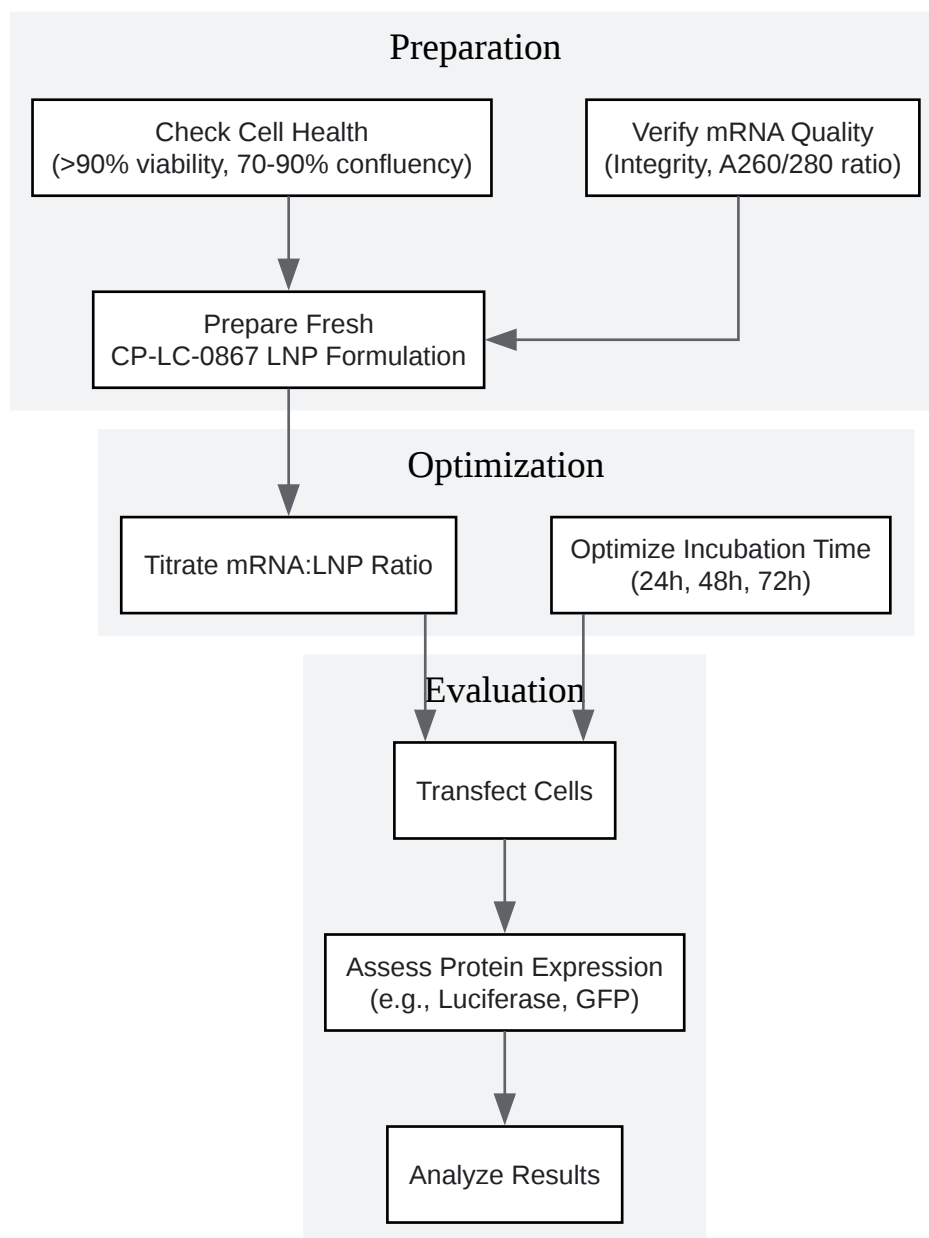 Preparation
Check Cell Health
(>90% viability, 70-90% confluency)
Verify mRNA Quality
(Integrity, A260/280 ratio)
Prepare Fresh
CP-LC-0867 LNP Formulation
Optimization
Titrate mRNA:LNP Ratio
Optimize Incubation Time
(24h, 48h, 72h)
Evaluation
Transfect Cells
Assess Protein Expression
(e.g., Luciferase, GFP)
Analyze Results